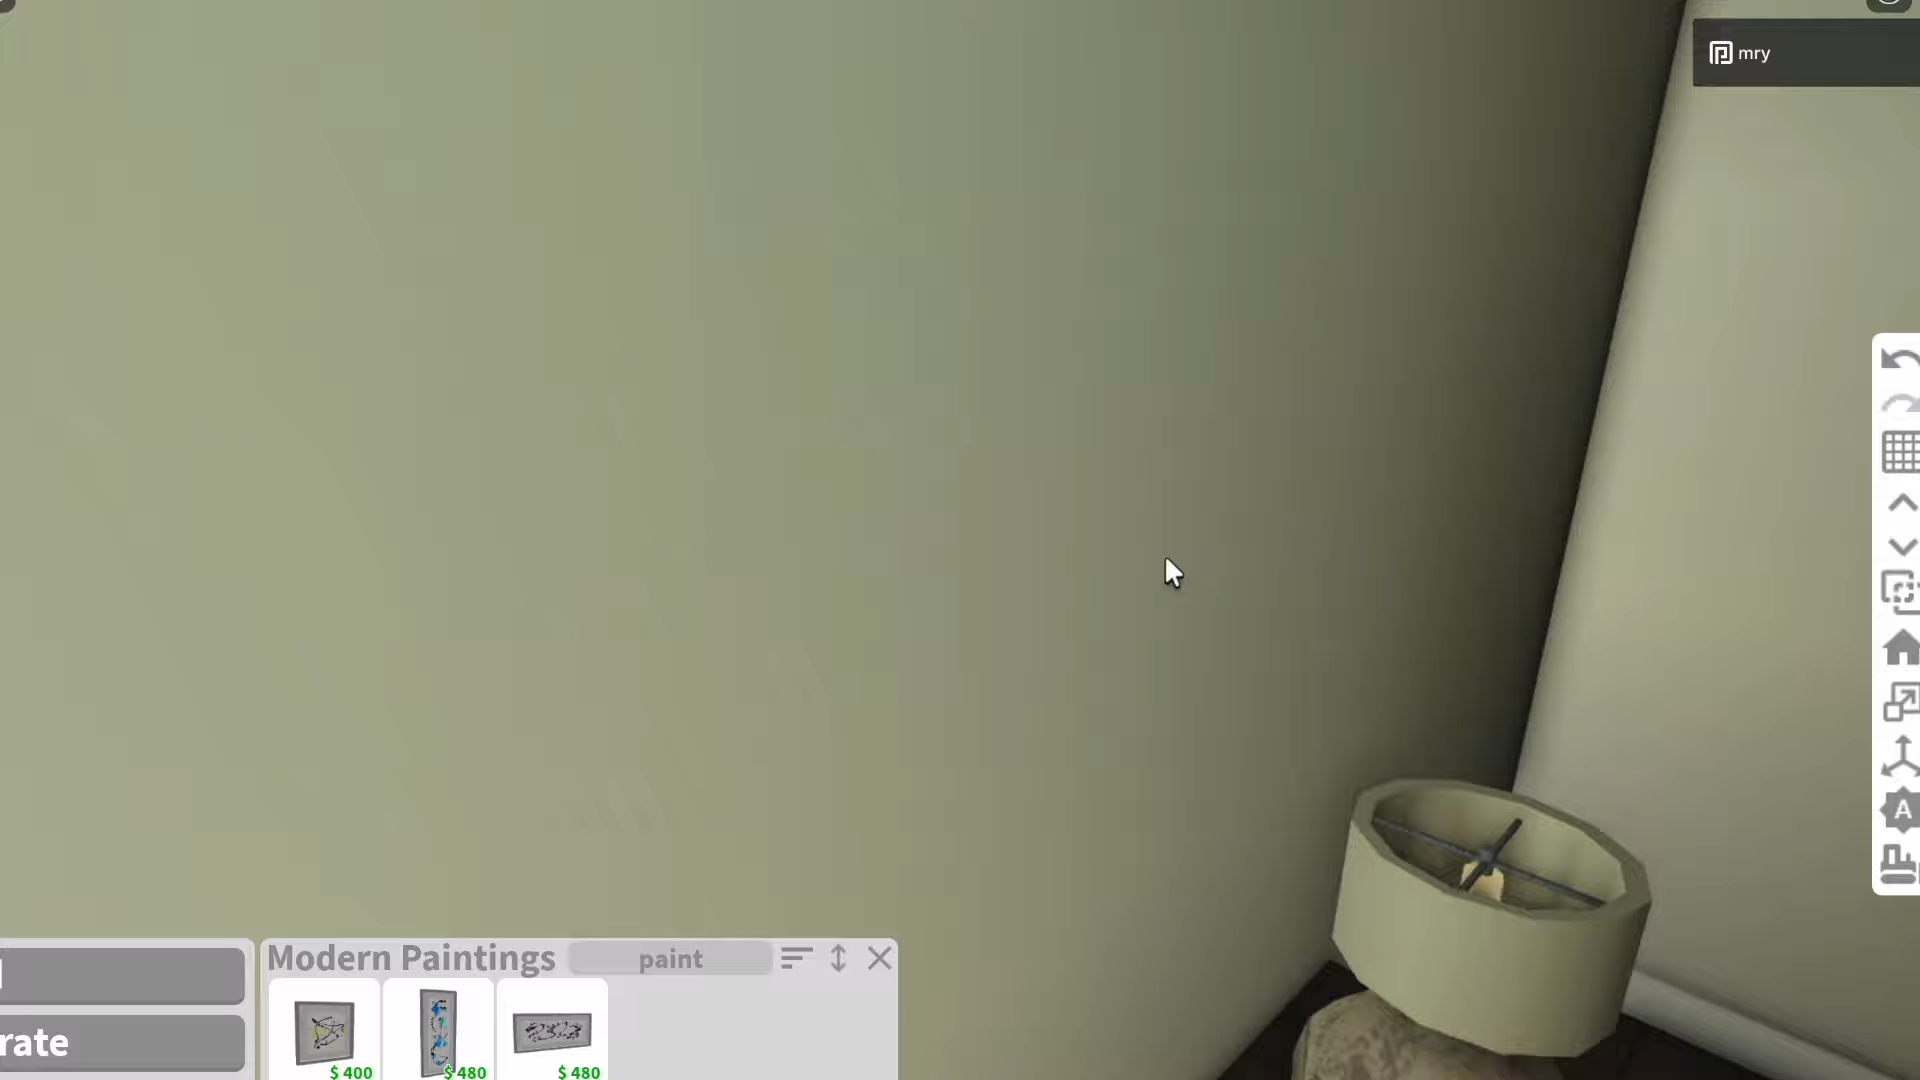 mry
Modern Paintings
paint
rate
$ 400
$ 480
$ 480
A